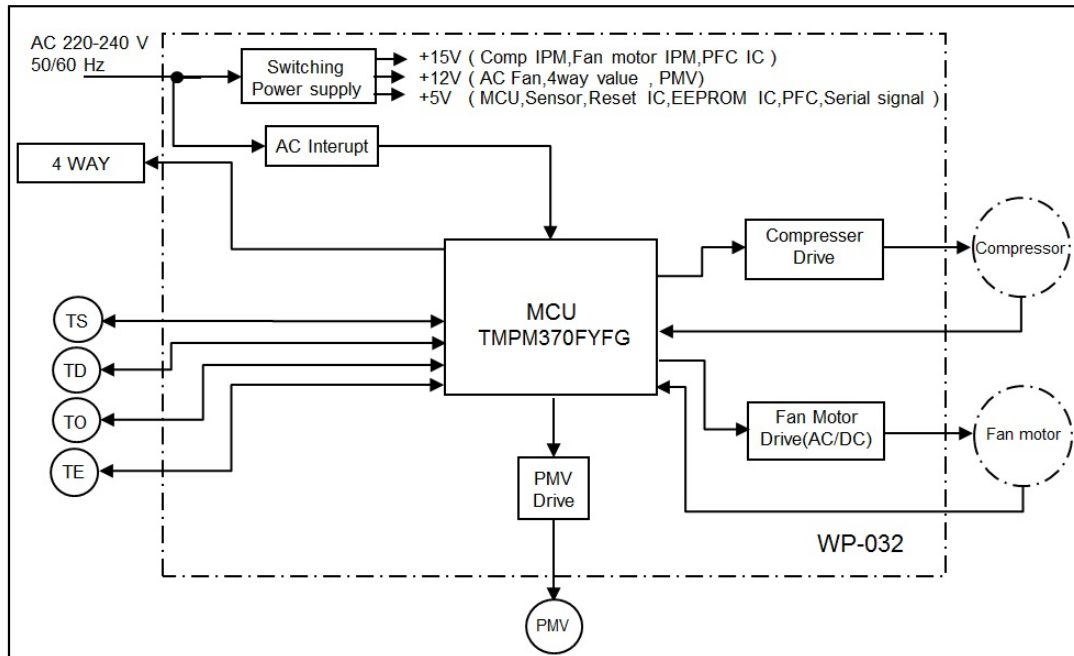 AC 220-240 V
50/60 Hz
Switching
Power supply
+15V ( Comp IPM,Fan motor IPM,PFC IC )
+12V ( AC Fan,4way value , PMV)
+5V ( MCU,Sensor,Reset IC,EEPROM IC,PFC,Serial signal )
AC Interupt
4 WAY
Compresser
Drive
Compressor
MCU
TMPM370FYFG
TS
TD
TO
TE
Fan Motor
Drive(AC/DC)
Fan motor
PMV
Drive
WP-032
PMV